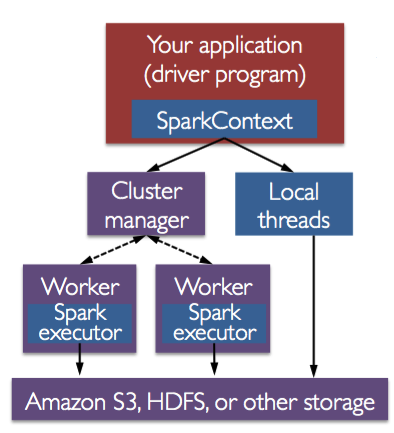 Your application
(driver program)
SparkContext
Cluster
manager
Local
threads
Worker
Spark
executor
Worker
Spark
executor
Amazon S3, HDFS, or other storage